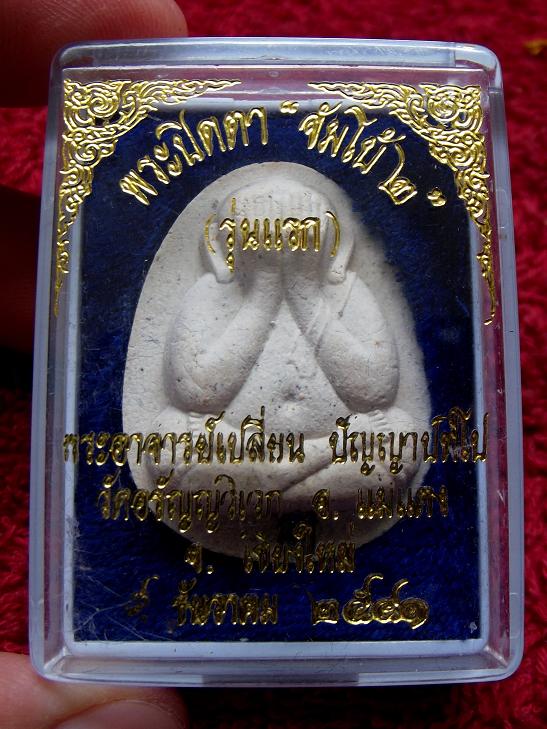 พระปิดตา "จัมโบ้ ๒"
(รุ่นแรก)
พระอาจารย์เปลี่ยน ปัญญาปทีโป
วัดอรัญญวิเวก อ. แม่แตง
จ. เชียงใหม่
ธันวาคม ๒๕๔๑